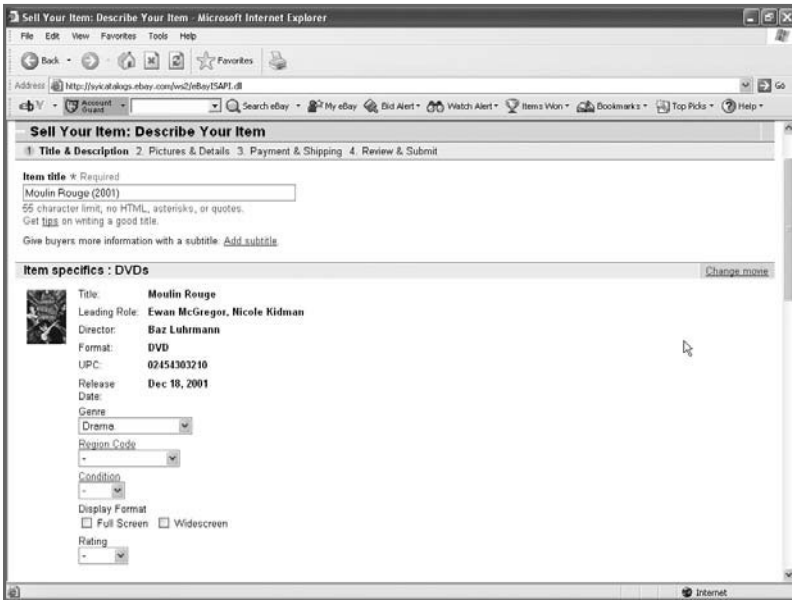 Sell Your Item: Describe Your Item - Microsoft Internet Explorer
File Edit View Favorites Tools Help
Back Favorites
Address http://syicatalogs.ebay.com/ws2/eBayISAPI.dll Go
ebY Account Guard Search eBay My eBay Bid Alert Watch Alert Items Won Bookmarks Top Picks Help
Sell Your Item: Describe Your Item
1 Title & Description 2. Pictures & Details 3. Payment & Shipping 4. Review & Submit
Item title * Required
Moulin Rouge (2001)
55 character limit, no HTML, asterisks, or quotes.
Get tips on writing a good title.
Give buyers more information with a subtitle. Add subtitle
Item specifics : DVDs Change movie
Title: Moulin Rouge
Leading Role: Ewan McGregor, Nicole Kidman
Director: Baz Luhrmann
Format: DVD
UPC: 02454303210
Release Date: Dec 18, 2001
Genre
Drama
Region Code
-
Condition
-
Display Format
Full Screen Widescreen
Rating
-
Internet